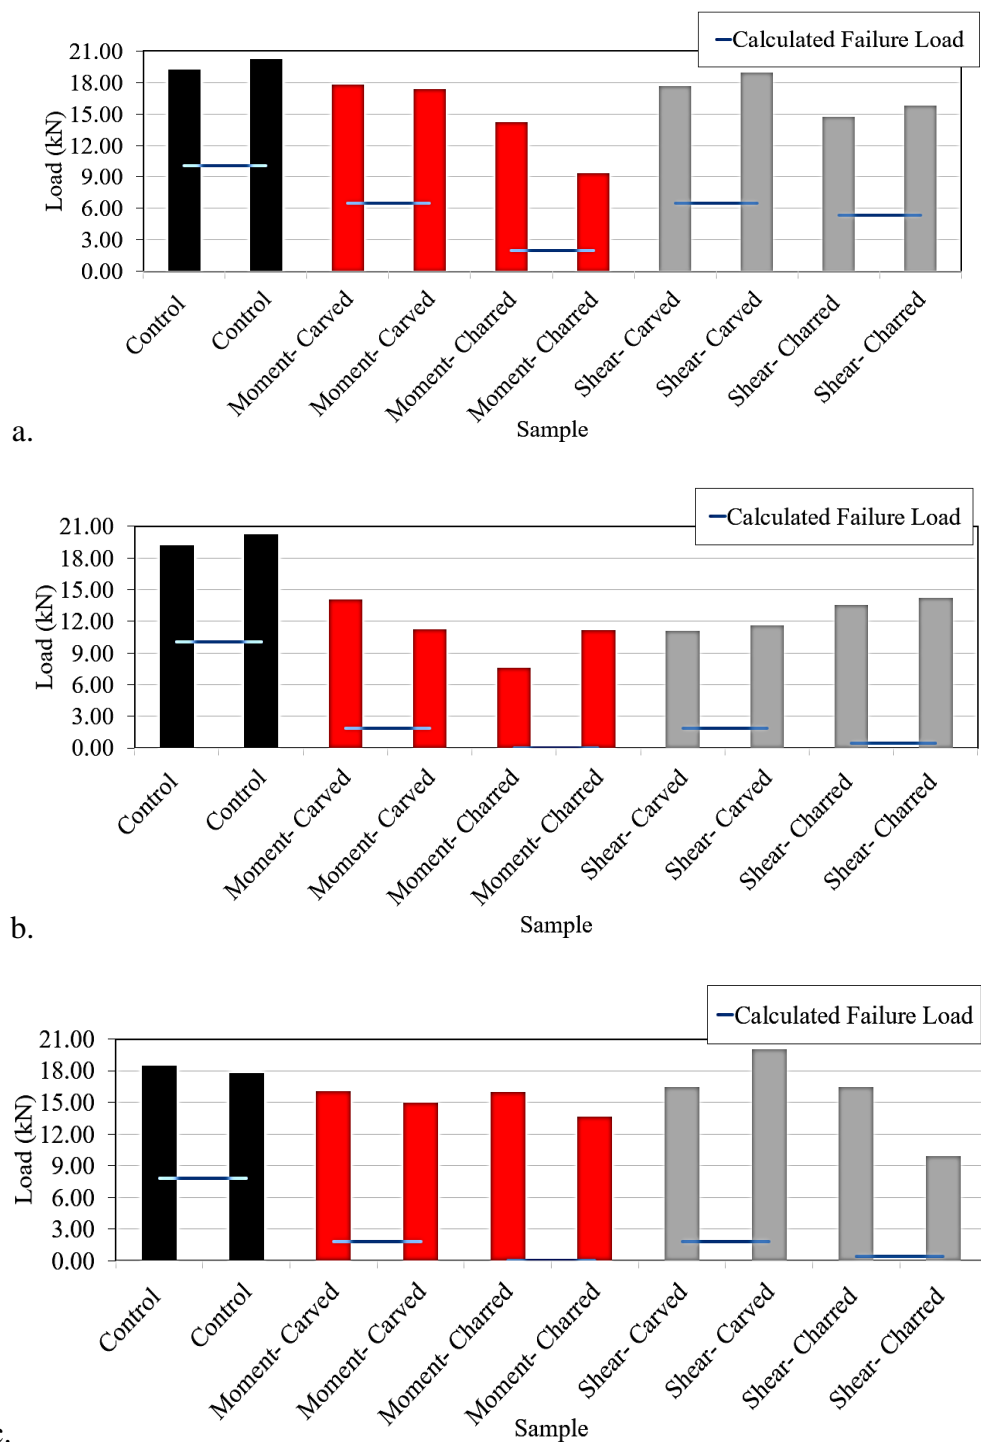 Calculated Failure Load
21.00
18.00
15.00
12.00
9.00
6.00
3.00
0.00
Load (kN)
Control
Control
Moment- Carved
Moment- Carved
Moment- Charred
Moment- Charred
Shear- Carved
Shear- Carved
Shear- Charred
Shear- Charred
Sample
a.
Calculated Failure Load
21.00
18.00
15.00
12.00
9.00
6.00
3.00
0.00
Load (kN)
Control
Control
Moment- Carved
Moment- Carved
Moment- Charred
Moment- Charred
Shear- Carved
Shear- Carved
Shear- Charred
Shear- Charred
Sample
b.
Calculated Failure Load
21.00
18.00
15.00
12.00
9.00
6.00
3.00
0.00
Load (kN)
Control
Control
Moment- Carved
Moment- Carved
Moment- Charred
Moment- Charred
Shear- Carved
Shear- Carved
Shear- Charred
Shear- Charred
Sample
c.